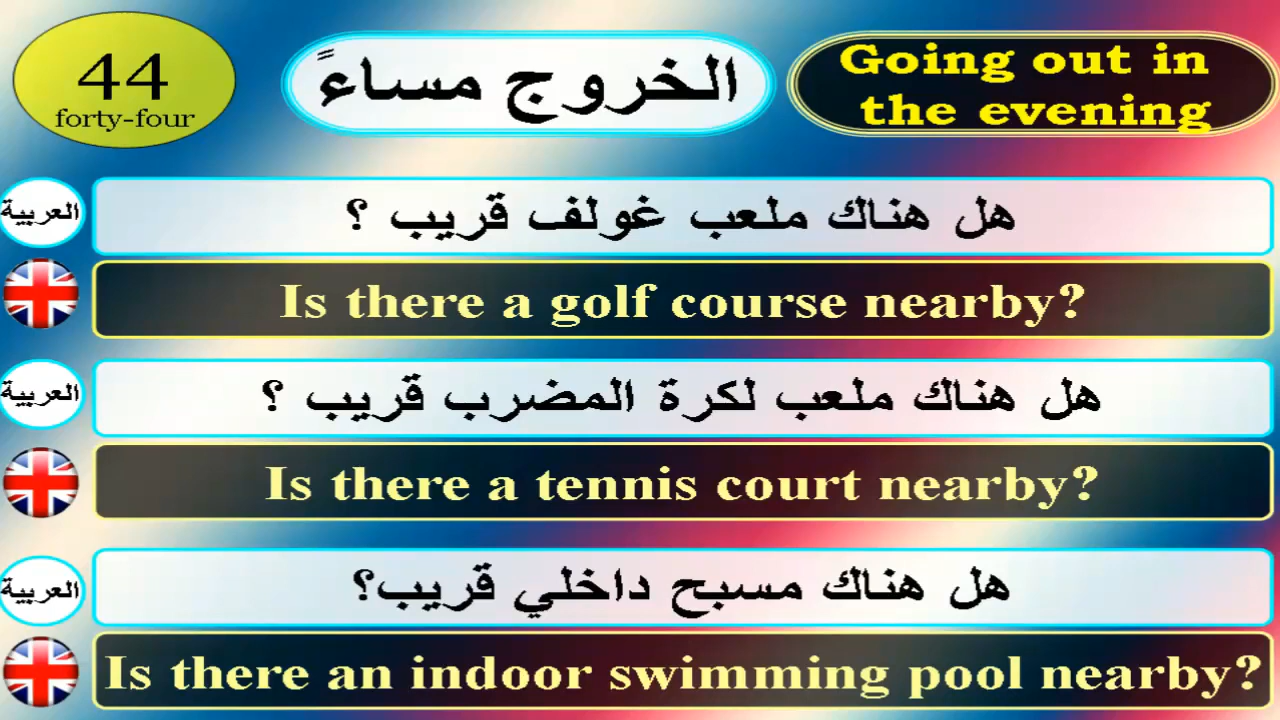 44
forty-four
الخروج مساءً
Going out in
the evening
العربية
هل هناك ملعب غولف قريب ؟
Is there a golf course nearby?
العربية
هل هناك ملعب لكرة المضرب قريب ؟
Is there a tennis court nearby?
العربية
هل هناك مسبح داخلي قريب؟
Is there an indoor swimming pool nearby?